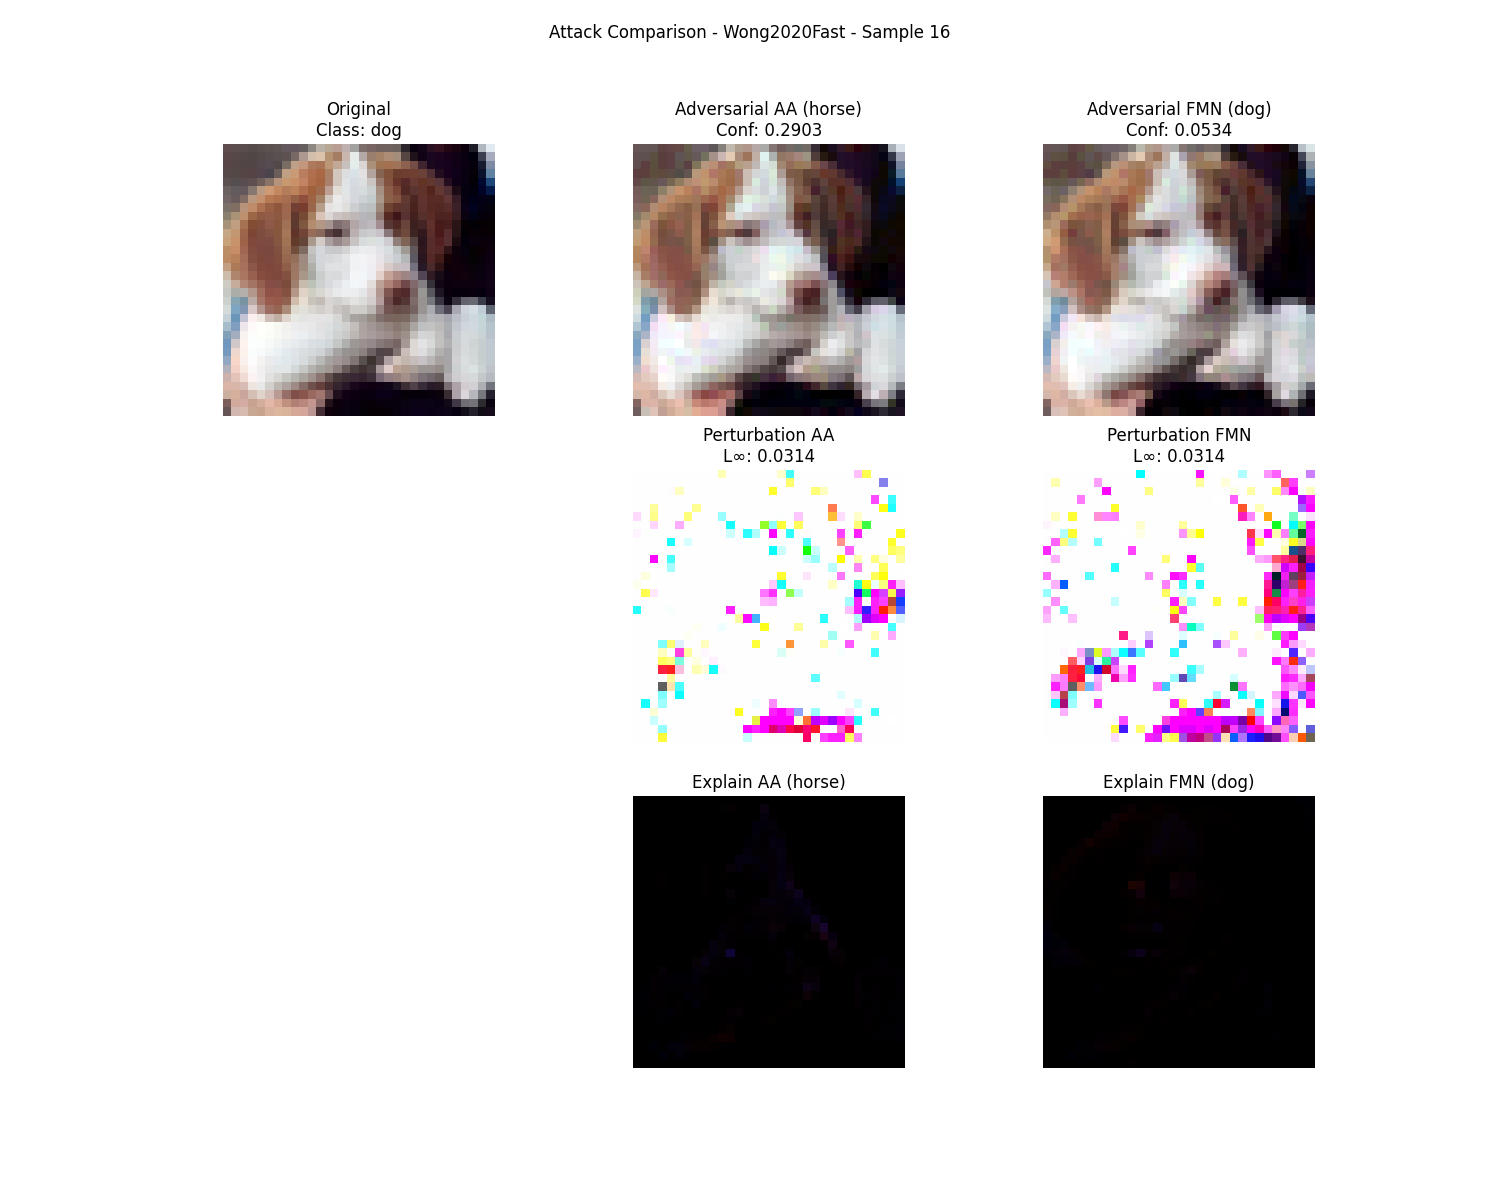 Attack Comparison - Wong2020Fast - Sample 16
Original
Class: dog
Adversarial AA (horse)
Conf: 0.2903
Adversarial FMN (dog)
Conf: 0.0534
Perturbation AA
L∞: 0.0314
Perturbation FMN
L∞: 0.0314
Explain AA (horse)
Explain FMN (dog)